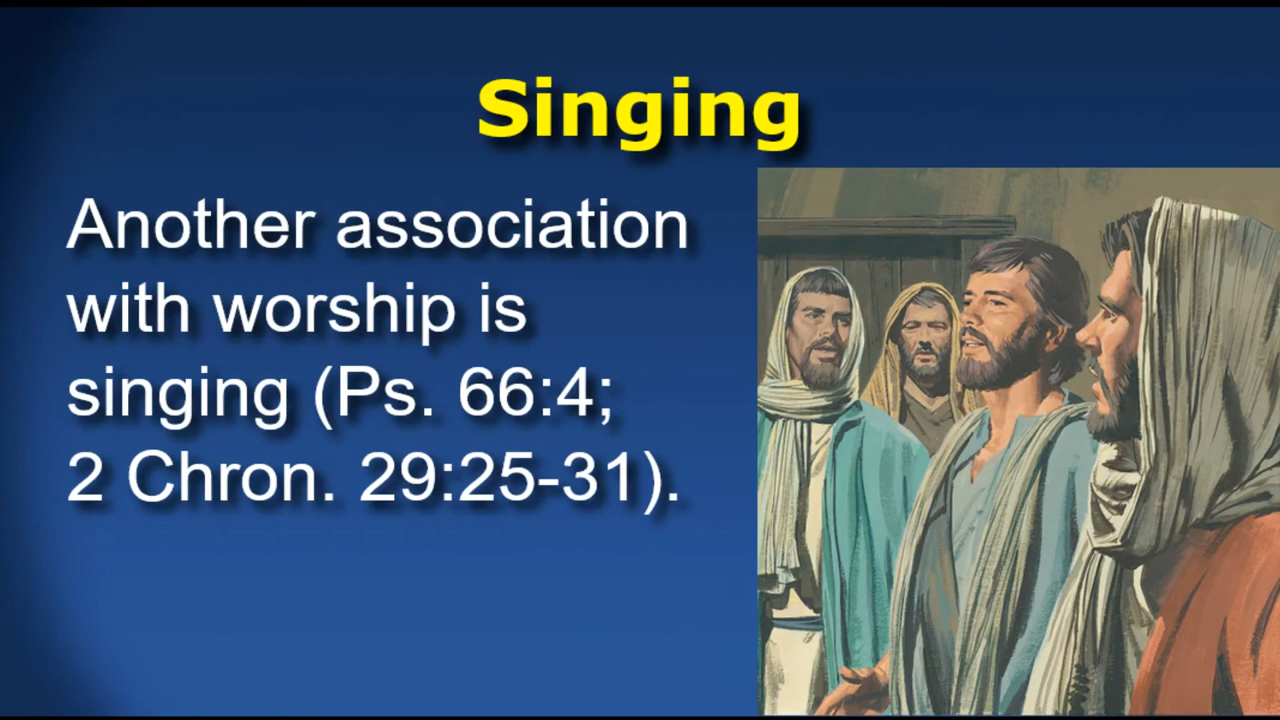 Singing
Another association
with worship is
singing (Ps. 66:4;
2 Chron. 29:25-31).